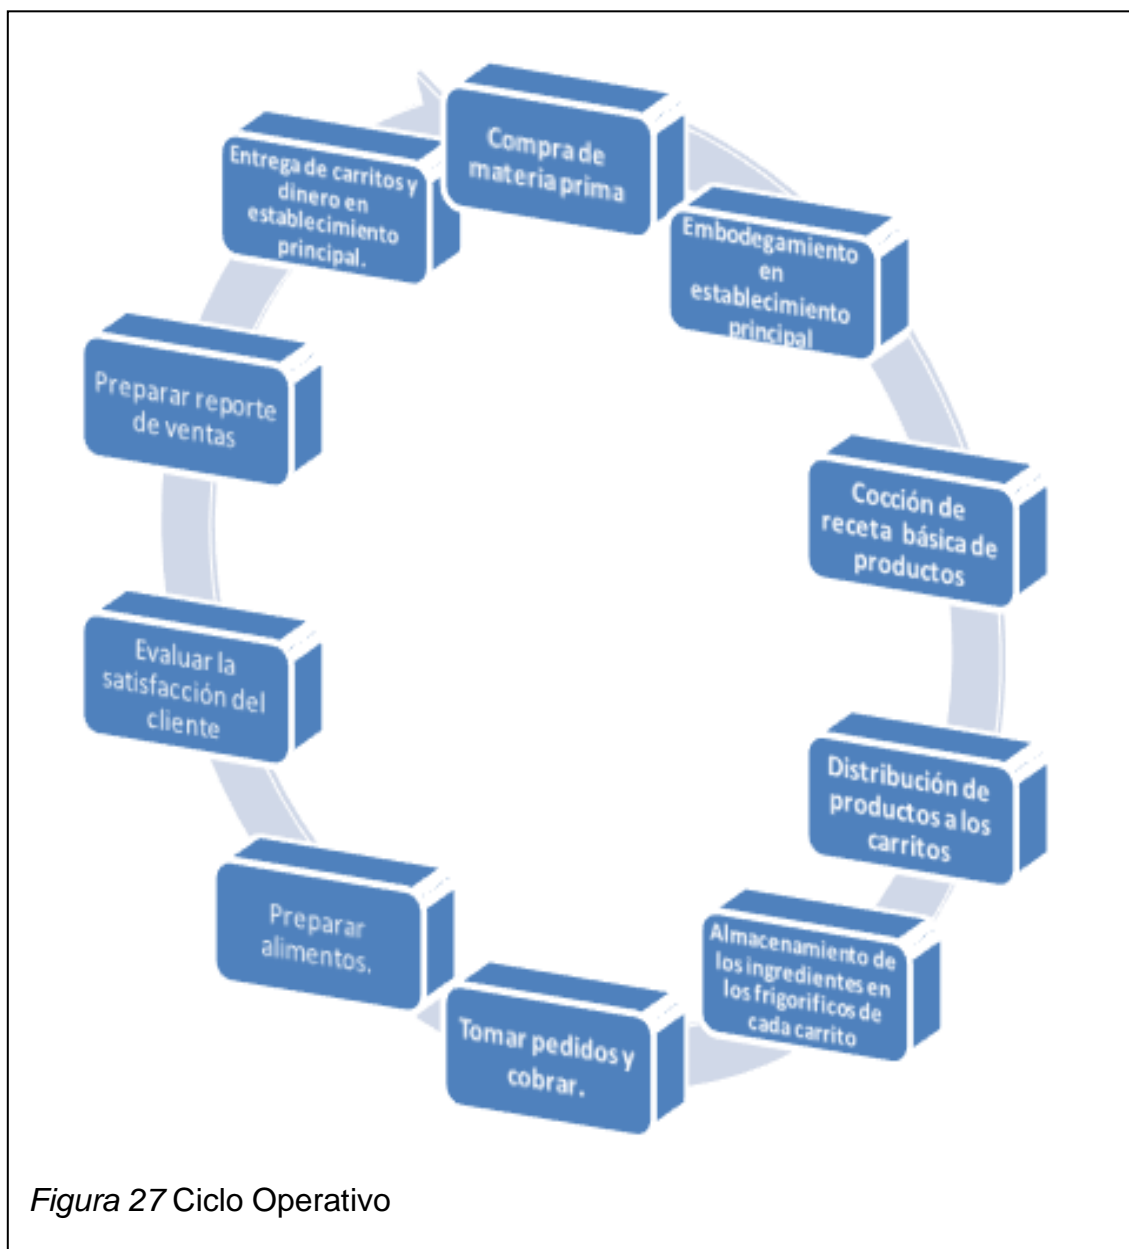 Compra de
materia prima
Embodegamiento
en
establecimiento
principal
Cocción de
receta básica de
productos
Distribución de
productos a los
carritos
Almacenamiento de
los ingredientes en
los frigorificos de
cada carrito
Tomar pedidos y
cobrar.
Preparar
alimentos.
Evaluar la
satisfacción del
cliente
Preparar reporte
de ventas
Entrega de carritos y
dinero en
establecimiento
principal.
Figura 27 Ciclo Operativo